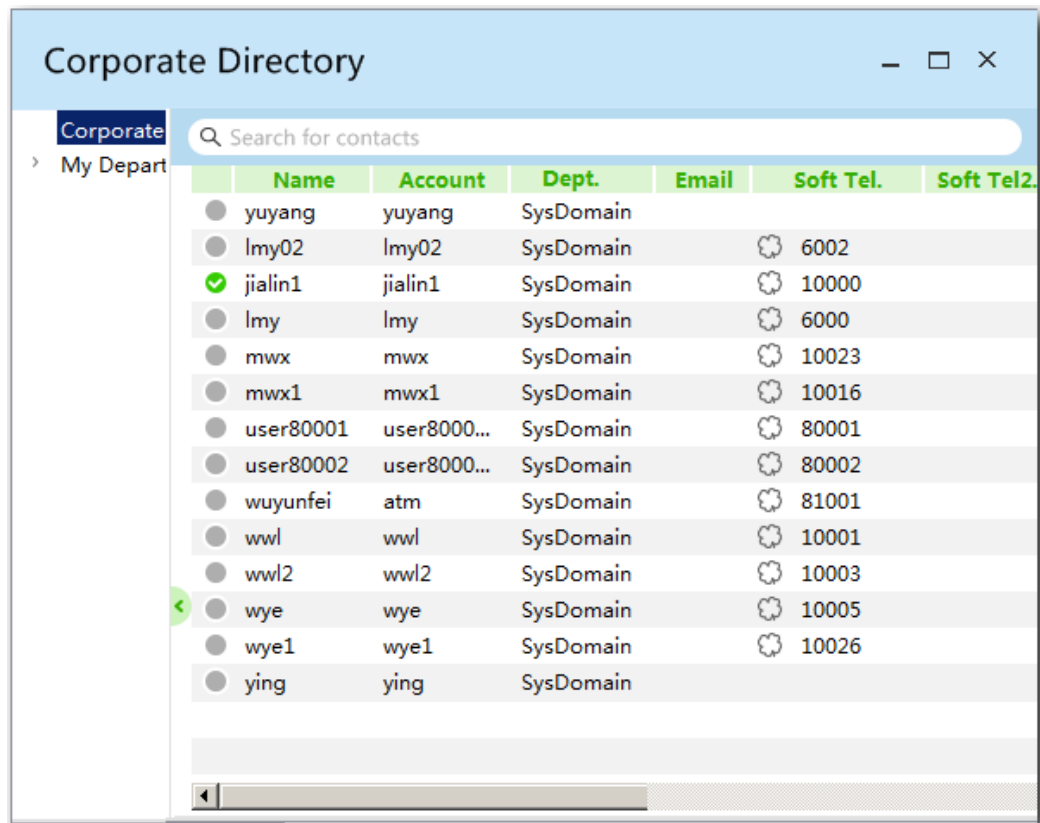 Corporate Directory
Corporate
My Depart
Search for contacts
Name Account Dept. Email Soft Tel. Soft Tel2.
yuyang yuyang SysDomain
lmy02 lmy02 SysDomain 6002
jialin1 jialin1 SysDomain 10000
lmy lmy SysDomain 6000
mwx mwx SysDomain 10023
mwx1 mwx1 SysDomain 10016
user80001 user8000... SysDomain 80001
user80002 user8000... SysDomain 80002
wuyunfei atm SysDomain 81001
wwl wwl SysDomain 10001
wwl2 wwl2 SysDomain 10003
wye wye SysDomain 10005
wye1 wye1 SysDomain 10026
ying ying SysDomain